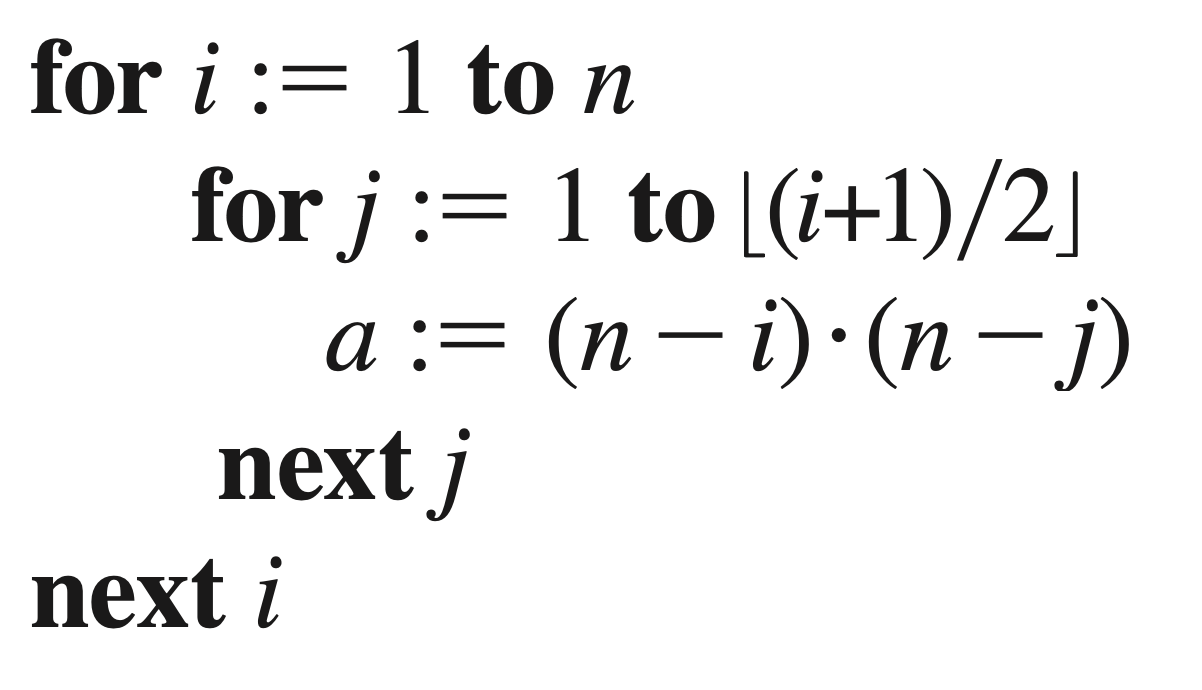 for i := 1 to n
for j := 1 to ⌊(i+1)/2⌋
a := (n − i) · (n − j)
next j
next i